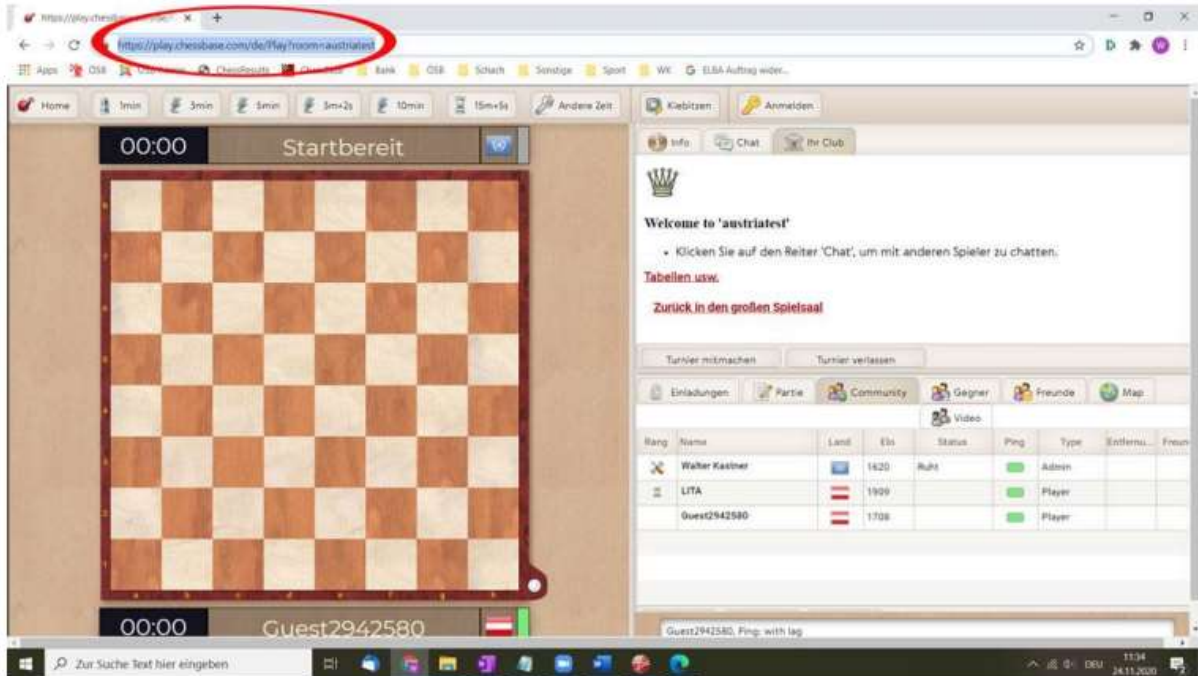 https://play.chessbase.com/de/Play?room=austriatest
Apps
OSB
ChessResults
Bank
OSB
Schach
Sonstige
Sport
WK
ELBA-Auftrag wider...
Home
1min
3min
5min
5m+2s
10min
15m+5s
Andere Zeit
Kiebitzen
Anmelden
00:00 Startbereit
Info
Chat
Ihr Club
Welcome to 'austriatest'
Klicken Sie auf den Reiter 'Chat', um mit anderen Spieler zu chatten.
Tabellen usw.
Zurück in den großen Spielsaal
Turnier mitmachen
Turnier verlassen
Einladungen
Partie
Community
Gegner
Freunde
Map
Video
Rang Name Land Elo Status Ping Type Entfernu...
Walter Kastner 1620 Ruht Admin
LITA 1909 Player
Guest2942580 1708 Player
00:00 Guest2942580
Guest2942580, Ping: with lag
Zur Suche Text hier eingeben
DEU
11:34
24.11.2020